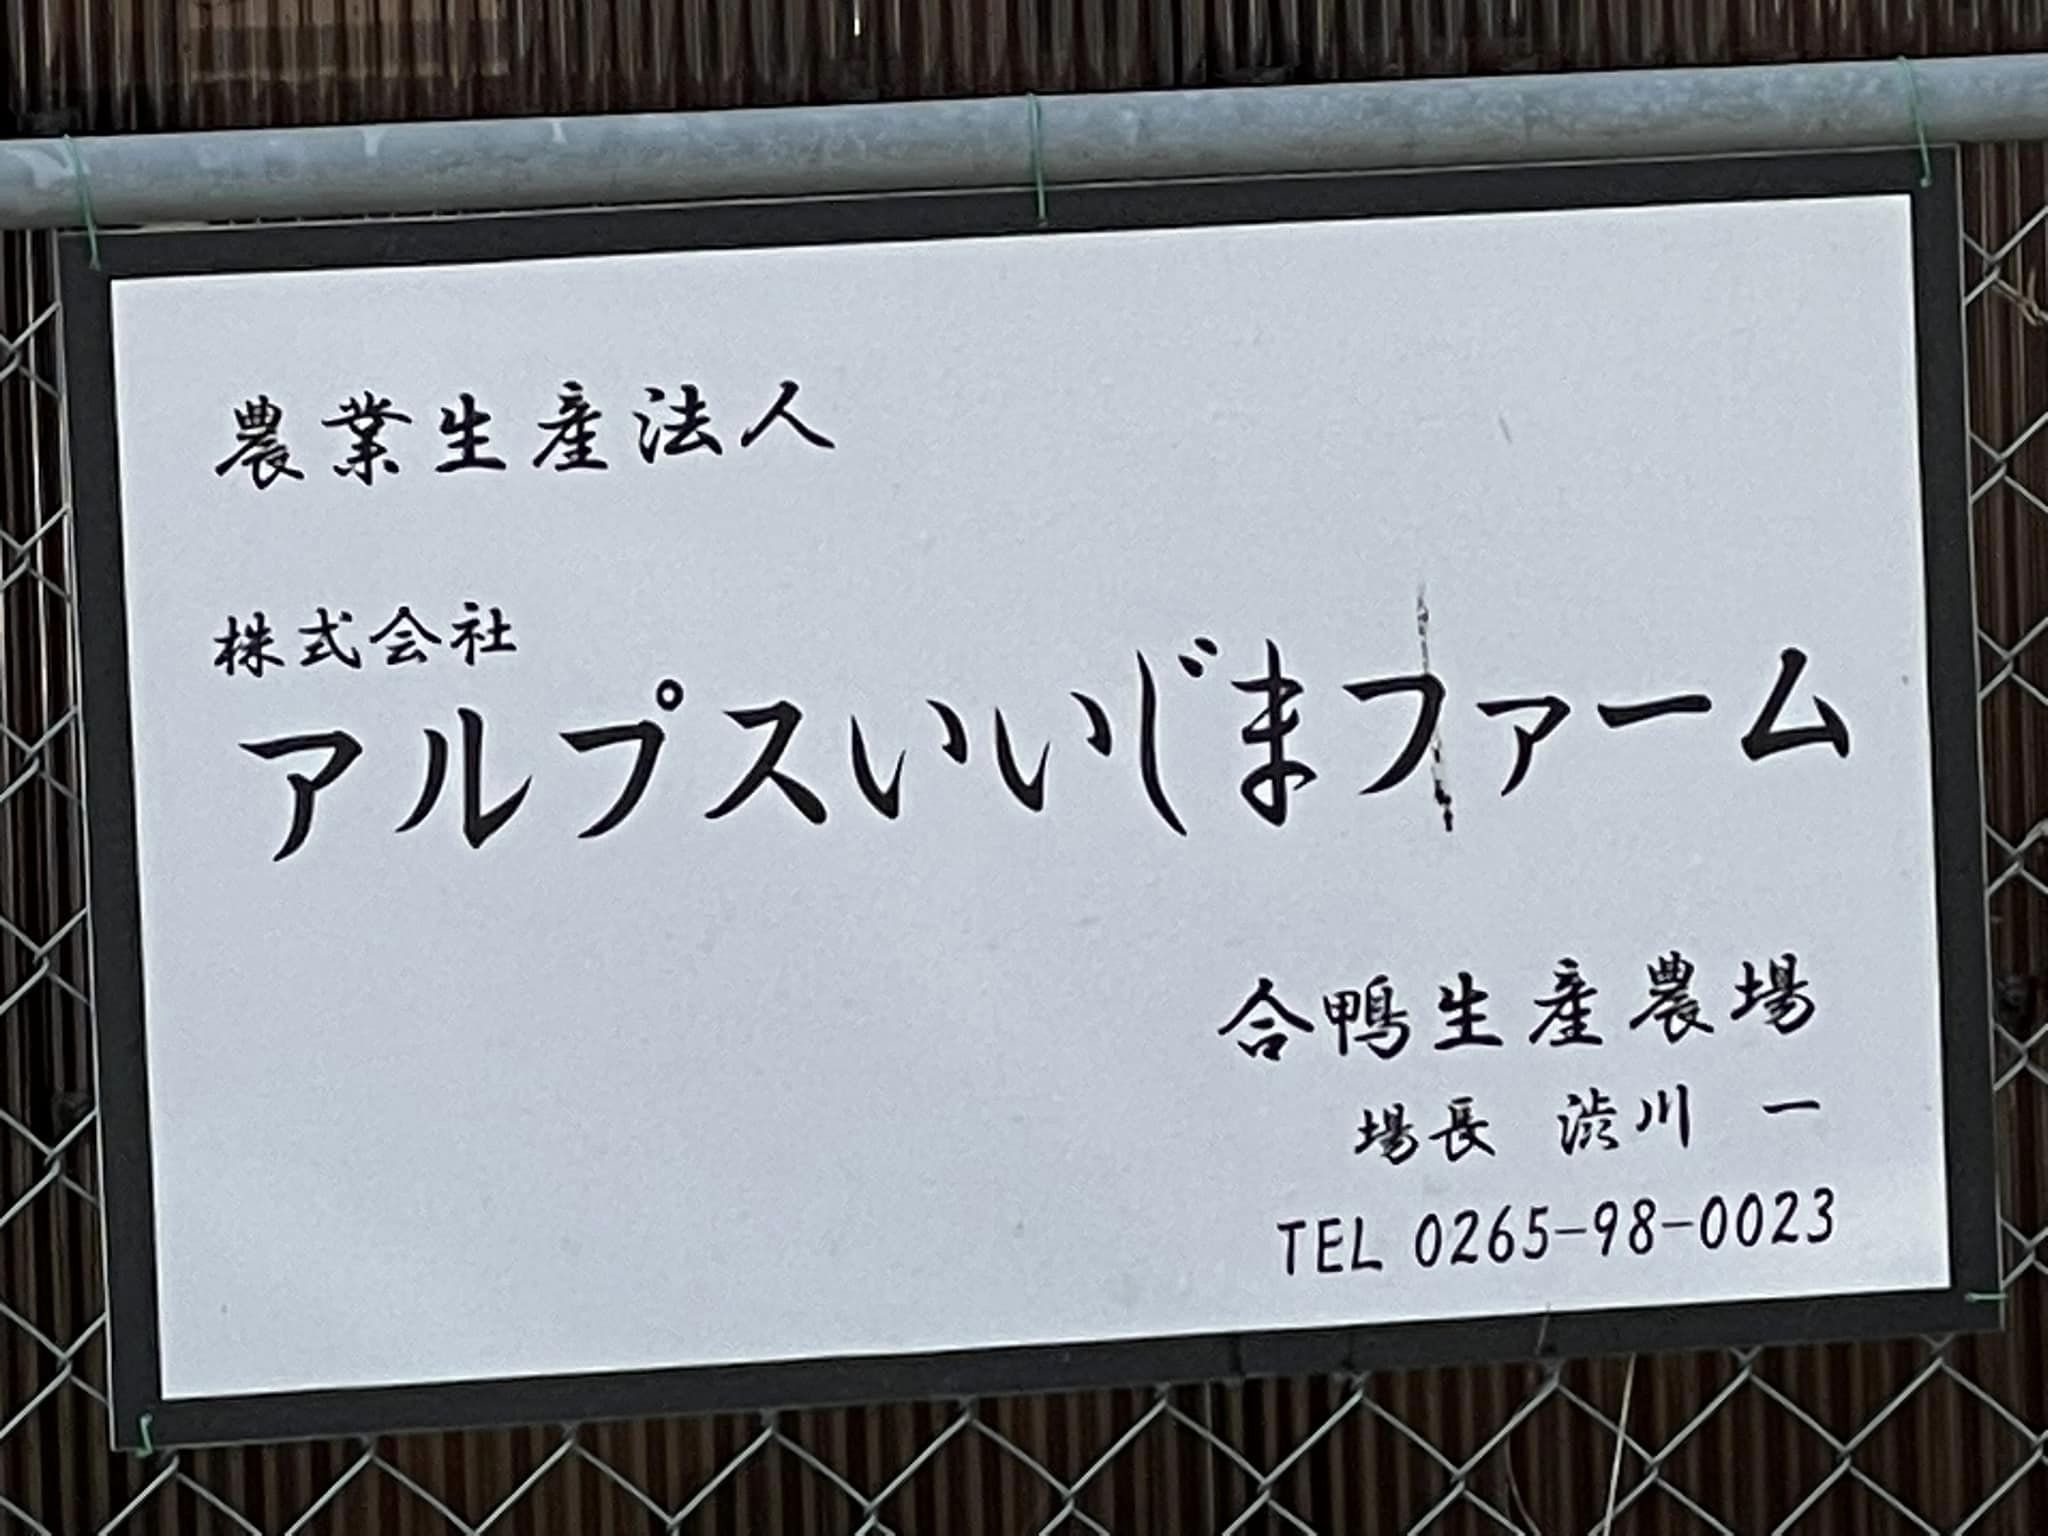 農業生産法人
株式会社
アルプスいいじまファーム
合鴨生産農場
場長 渋川 一
TEL 0265-98-0023